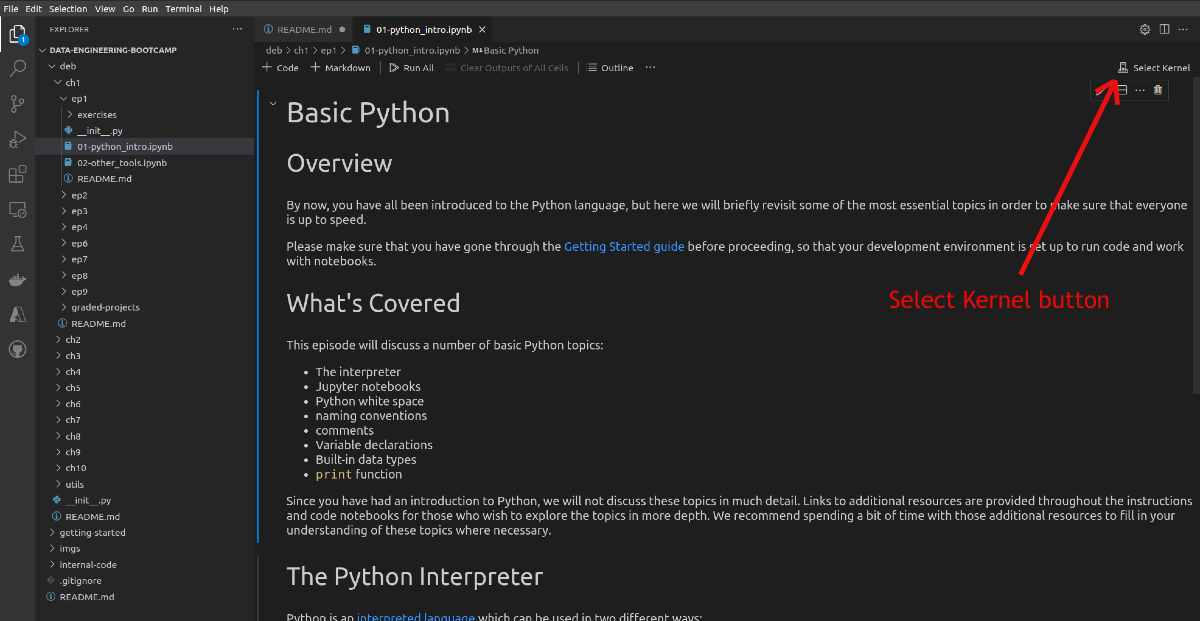 File Edit Selection View Go Run Terminal Help
1
EXPLORER
DATA-ENGINEERING-BOOTCAMP
deb
ch1
ep1
exercises
__init__.py
01-python_intro.ipynb
02-other_tools.ipynb
README.md
ep2
ep3
ep4
ep6
ep7
ep8
ep9
graded-projects
README.md
ch2
ch3
ch4
ch5
ch6
ch7
ch8
ch9
ch10
utils
__init__.py
README.md
getting-started
imgs
internal-code
.gitignore
README.md
README.md 01-python_intro.ipynb
deb > ch1 > ep1 > 01-python_intro.ipynb > M↓Basic Python
+ Code + Markdown Run All Clear Outputs of All Cells Outline ... Select Kernel
Basic Python
Overview
By now, you have all been introduced to the Python language, but here we will briefly revisit some of the most essential topics in order to make sure that everyone
is up to speed.
Please make sure that you have gone through the Getting Started guide before proceeding, so that your development environment is set up to run code and work
with notebooks.
Select Kernel button
What's Covered
This episode will discuss a number of basic Python topics:
• The interpreter
• Jupyter notebooks
• Python white space
• naming conventions
• comments
• Variable declarations
• Built-in data types
• print function
Since you have had an introduction to Python, we will not discuss these topics in much detail. Links to additional resources are provided throughout the instructions
and code notebooks for those who wish to explore the topics in more depth. We recommend spending a bit of time with those additional resources to fill in your
understanding of these topics where necessary.
The Python Interpreter
Python is an interpreted language which can be used in two different ways: